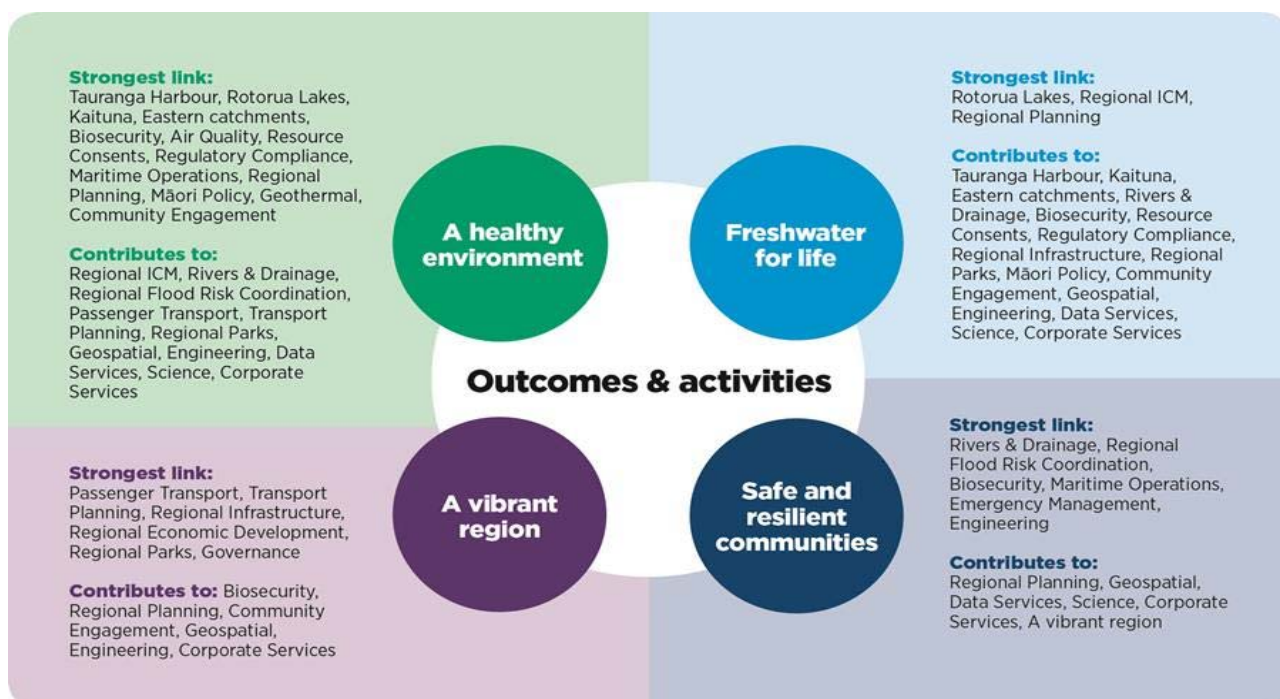 Strongest link:
Tauranga Harbour, Rotorua Lakes,
Kaituna, Eastern catchments,
Biosecurity, Air Quality, Resource
Consents, Regulatory Compliance,
Maritime Operations, Regional
Planning, Māori Policy, Geothermal,
Community Engagement
Contributes to:
Regional ICM, Rivers & Drainage,
Regional Flood Risk Coordination,
Passenger Transport, Transport
Planning, Regional Parks,
Geospatial, Engineering, Data
Services, Science, Corporate
Services
A healthy
environment
Freshwater
for life
Strongest link:
Rotorua Lakes, Regional ICM,
Regional Planning
Contributes to:
Tauranga Harbour, Kaituna,
Eastern catchments, Rivers &
Drainage, Biosecurity, Resource
Consents, Regulatory Compliance,
Regional Infrastructure, Regional
Parks, Māori Policy, Community
Engagement, Geospatial,
Engineering, Data Services,
Science, Corporate Services
Outcomes & activities
Strongest link:
Passenger Transport, Transport
Planning, Regional Infrastructure,
Regional Economic Development,
Regional Parks, Governance
Contributes to: Biosecurity,
Regional Planning, Community
Engagement, Geospatial,
Engineering, Corporate Services
A vibrant
region
Safe and
resilient
communities
Strongest link:
Rivers & Drainage, Regional
Flood Risk Coordination,
Biosecurity, Maritime Operations,
Emergency Management,
Engineering
Contributes to:
Regional Planning, Geospatial,
Data Services, Science, Corporate
Services, A vibrant region